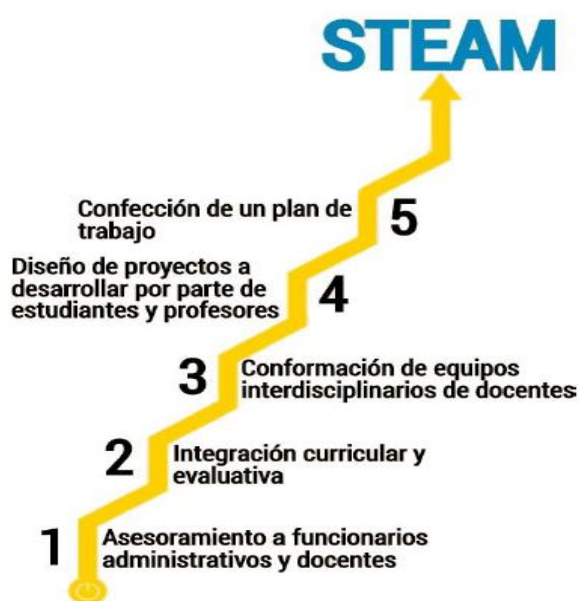 STEAM
5
Confección de un plan de
trabajo
4
Diseño de proyectos a
desarrollar por parte de
estudiantes y profesores
3
Conformación de equipos
interdisciplinarios de docentes
2
Integración curricular y
evaluativa
1
Asesoramiento a funcionarios
administrativos y docentes